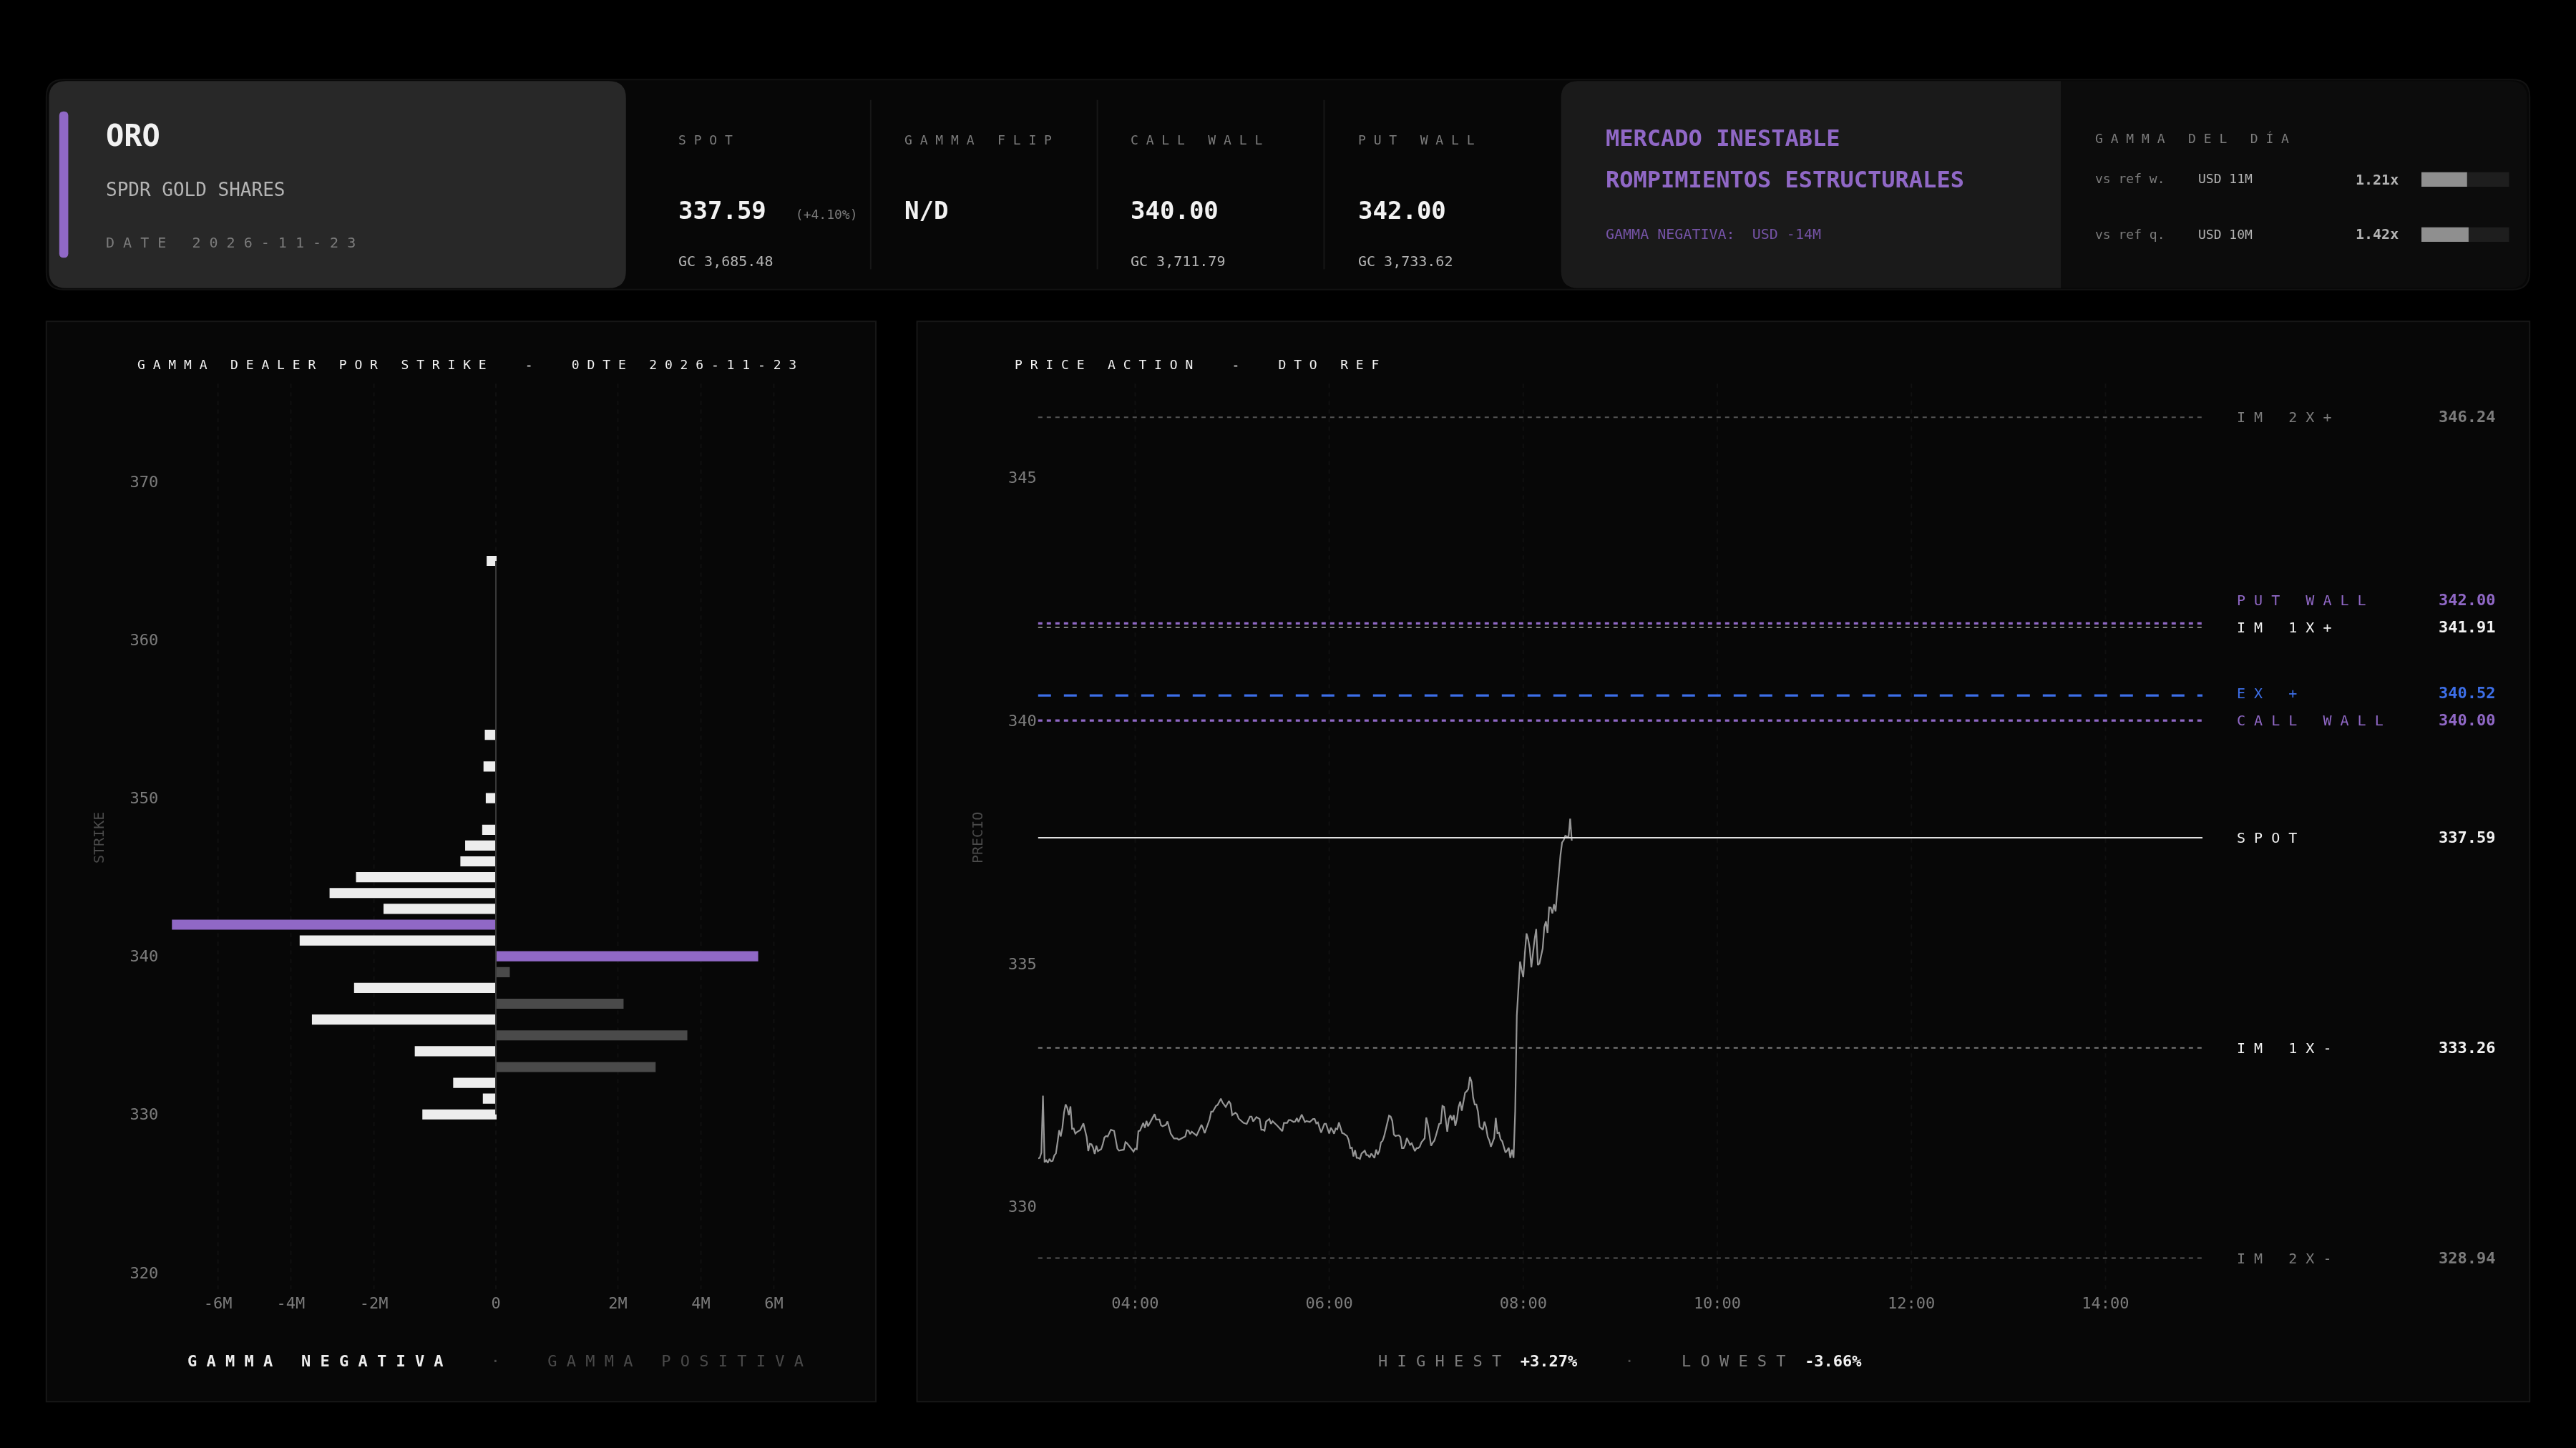 ORO
SPDR GOLD SHARES
DATE 2026-11-23
SPOT
337.59 (+4.10%)
GC 3,685.48
GAMMA FLIP
N/D
CALL WALL
340.00
GC 3,711.79
PUT WALL
342.00
GC 3,733.62
MERCADO INESTABLE
ROMPIMIENTOS ESTRUCTURALES
GAMMA NEGATIVA: USD -14M
GAMMA DEL DÍA
vs ref w. USD 11M 1.21x
vs ref q. USD 10M 1.42x
GAMMA DEALER POR STRIKE - 0DTE 2026-11-23
STRIKE
370
360
350
340
330
320
-6M -4M -2M 0 2M 4M 6M
GAMMA NEGATIVA · GAMMA POSITIVA
PRICE ACTION - DTO REF
PRECIO
345
340
335
330
IM 2X+ 346.24
PUT WALL 342.00
IM 1X+ 341.91
EX + 340.52
CALL WALL 340.00
SPOT 337.59
IM 1X- 333.26
IM 2X- 328.94
04:00 06:00 08:00 10:00 12:00 14:00
HIGHEST +3.27% · LOWEST -3.66%